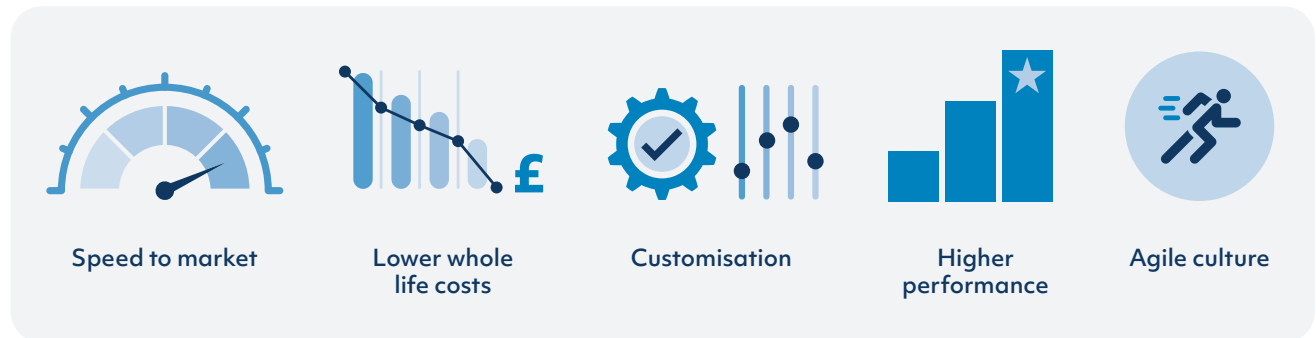 £
Speed to market
Lower whole
life costs
Customisation
Higher
performance
Agile culture